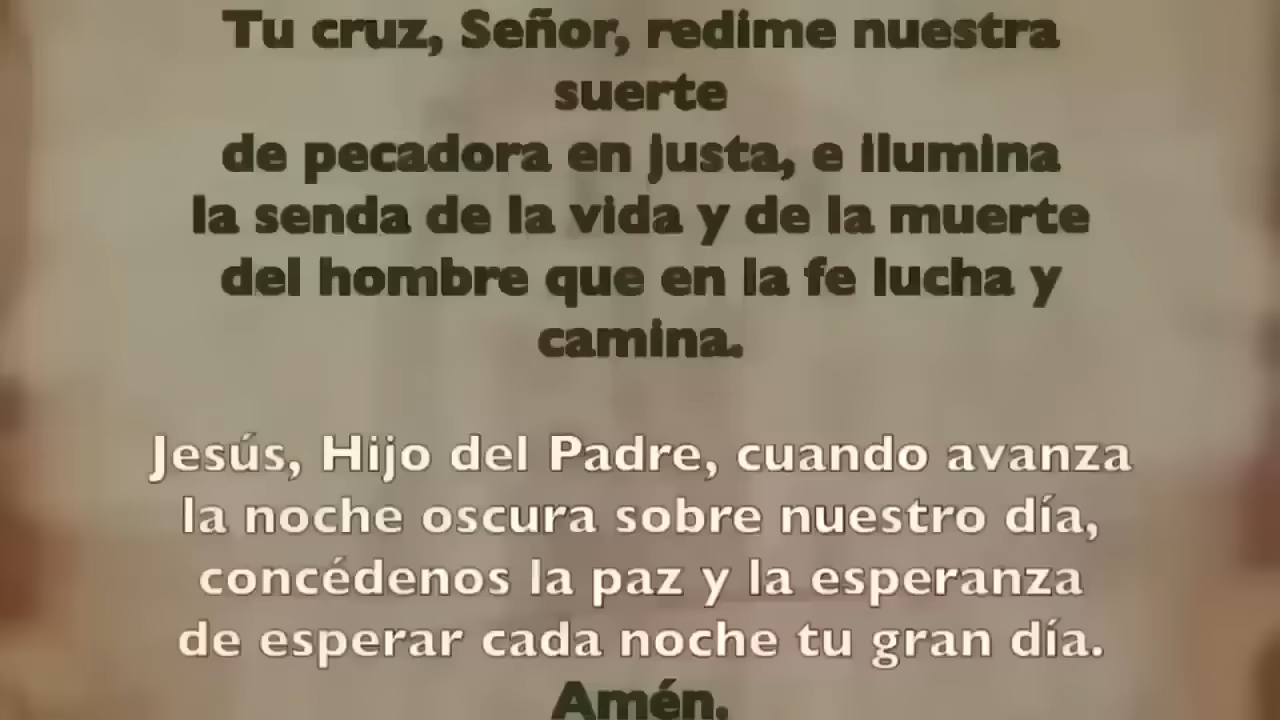 Tu cruz, Señor, redime nuestra
suerte
de pecadora en justa, e ilumina
la senda de la vida y de la muerte
del hombre que en la fe lucha y
camina.
Jesús, Hijo del Padre, cuando avanza
la noche oscura sobre nuestro día,
concédenos la paz y la esperanza
de esperar cada noche tu gran día.
Amén.